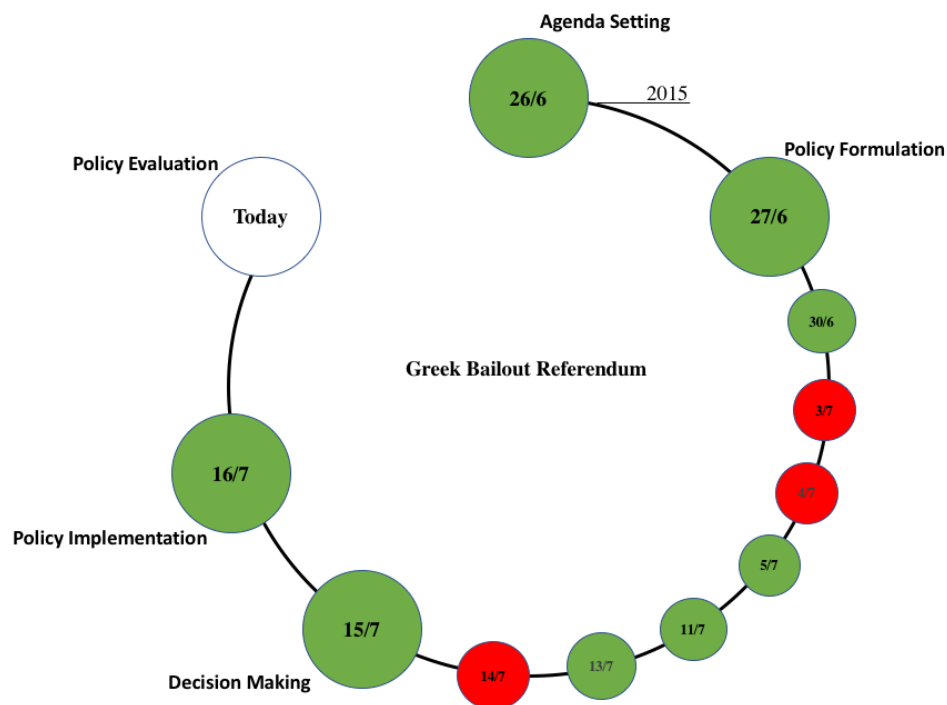 Agenda Setting
26/6
2015
Policy Formulation
27/6
30/6
3/7
4/7
5/7
11/7
13/7
14/7
15/7
Decision Making
16/7
Policy Implementation
Today
Policy Evaluation
Greek Bailout Referendum